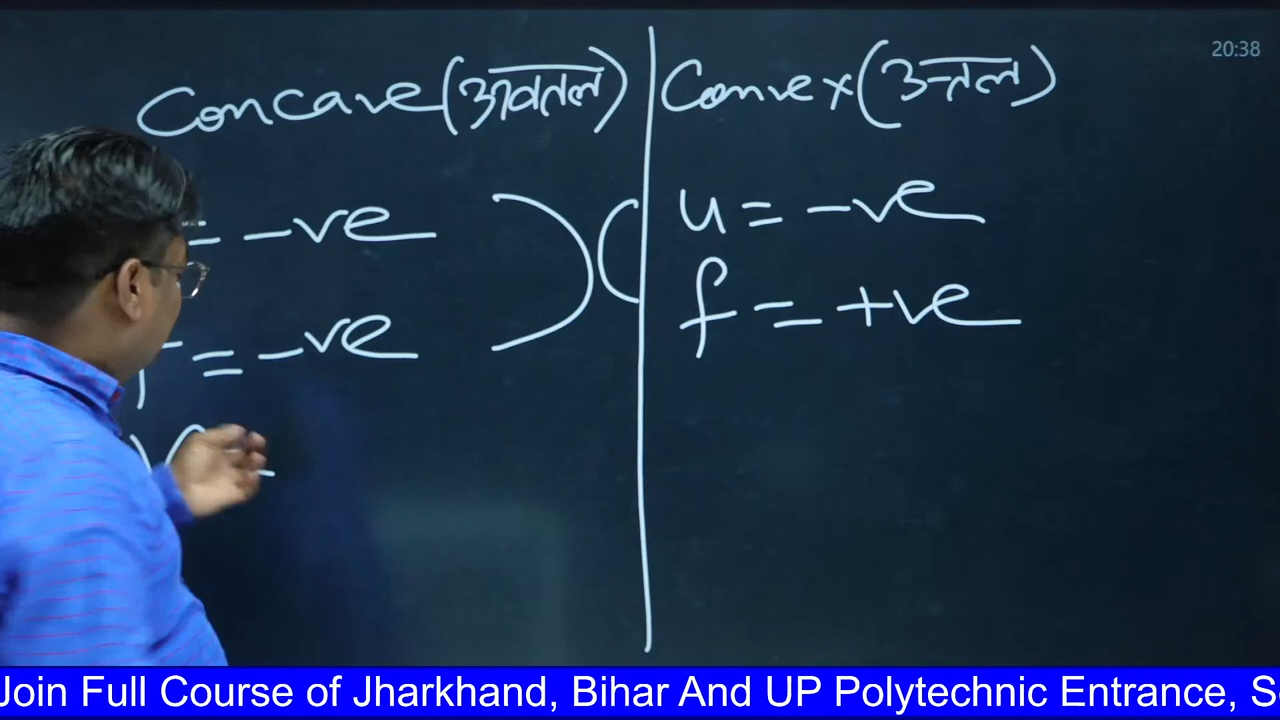 20:38
Concave (अवतल)
Convex (उन्तल)
= -ve
= -ve
u = -ve
f = +ve
Join Full Course of Jharkhand, Bihar And UP Polytechnic Entrance, S